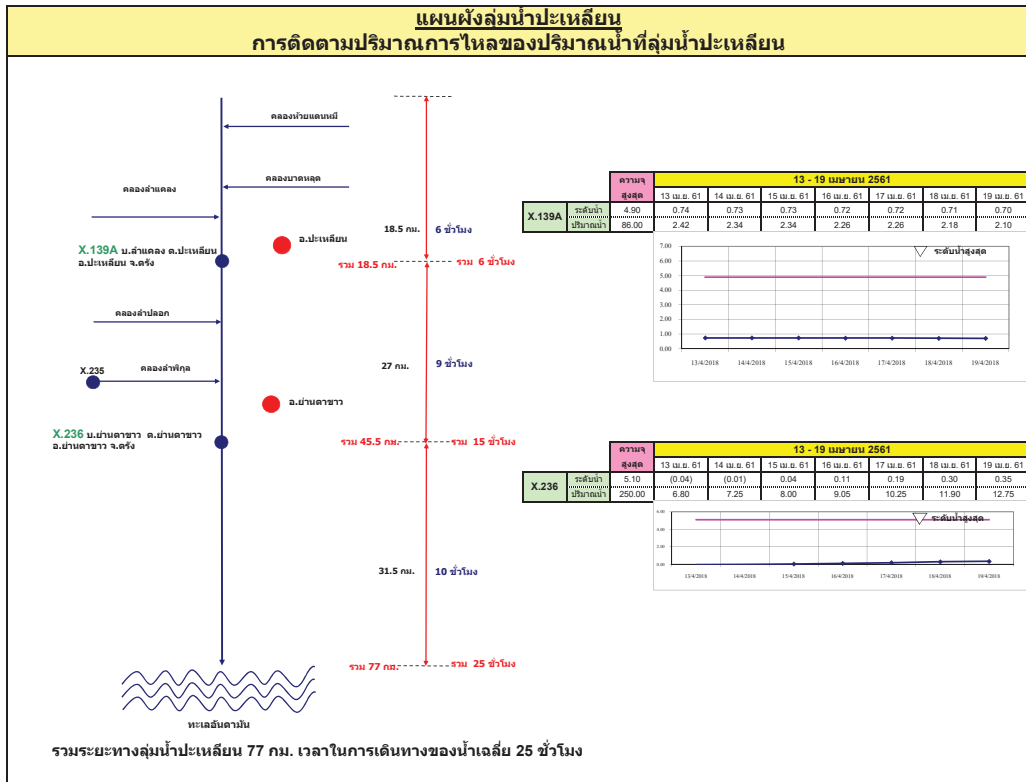 แผนผังลุ่มน้ำปะเหลียน
การติดตามปริมาณการไหลของปริมาณน้ำที่ลุ่มน้ำปะเหลียน
คลองห้วยแดนหมี
คลองบาตหลุด
คลองลำแคลง
X.139A บ.ลำแคลง ต.ปะเหลียน
อ.ปะเหลียน จ.ตรัง
อ.ปะเหลียน
18.5 กม. 6 ชั่วโมง
รวม 18.5 กม. รวม 6 ชั่วโมง
คลองลำปลอก
X.235 คลองลำพิกุล
27 กม. 9 ชั่วโมง
อ.ย่านตาขาว
X.236 บ.ย่านตาขาว ต.ย่านตาขาว
อ.ย่านตาขาว จ.ตรัง
รวม 45.5 กม. รวม 15 ชั่วโมง
31.5 กม. 10 ชั่วโมง
รวม 77 กม. รวม 25 ชั่วโมง
ทะเลอันดามัน
ความจุ 13 - 19 เมษายน 2561
สูงสุด 13 เม.ย. 61 14 เม.ย. 61 15 เม.ย. 61 16 เม.ย. 61 17 เม.ย. 61 18 เม.ย. 61 19 เม.ย. 61
X.139A ระดับน้ำ 4.90 0.74 0.73 0.73 0.72 0.72 0.71 0.70
ปริมาณน้ำ 86.00 2.42 2.34 2.34 2.26 2.26 2.18 2.10
ระดับน้ำสูงสุด
7.00
6.00
5.00
4.00
3.00
2.00
1.00
0.00
13/4/2018 14/4/2018 15/4/2018 16/4/2018 17/4/2018 18/4/2018 19/4/2018
ความจุ 13 - 19 เมษายน 2561
สูงสุด 13 เม.ย. 61 14 เม.ย. 61 15 เม.ย. 61 16 เม.ย. 61 17 เม.ย. 61 18 เม.ย. 61 19 เม.ย. 61
X.236 ระดับน้ำ 5.10 (0.04) (0.01) 0.04 0.11 0.19 0.30 0.35
ปริมาณน้ำ 250.00 6.80 7.25 8.00 9.05 10.25 11.90 12.75
ระดับน้ำสูงสุด
6.00
4.00
2.00
0.00
13/4/2018 14/4/2018 15/4/2018 16/4/2018 17/4/2018 18/4/2018 19/4/2018
รวมระยะทางลุ่มน้ำปะเหลียน 77 กม. เวลาในการเดินทางของน้ำเฉลี่ย 25 ชั่วโมง